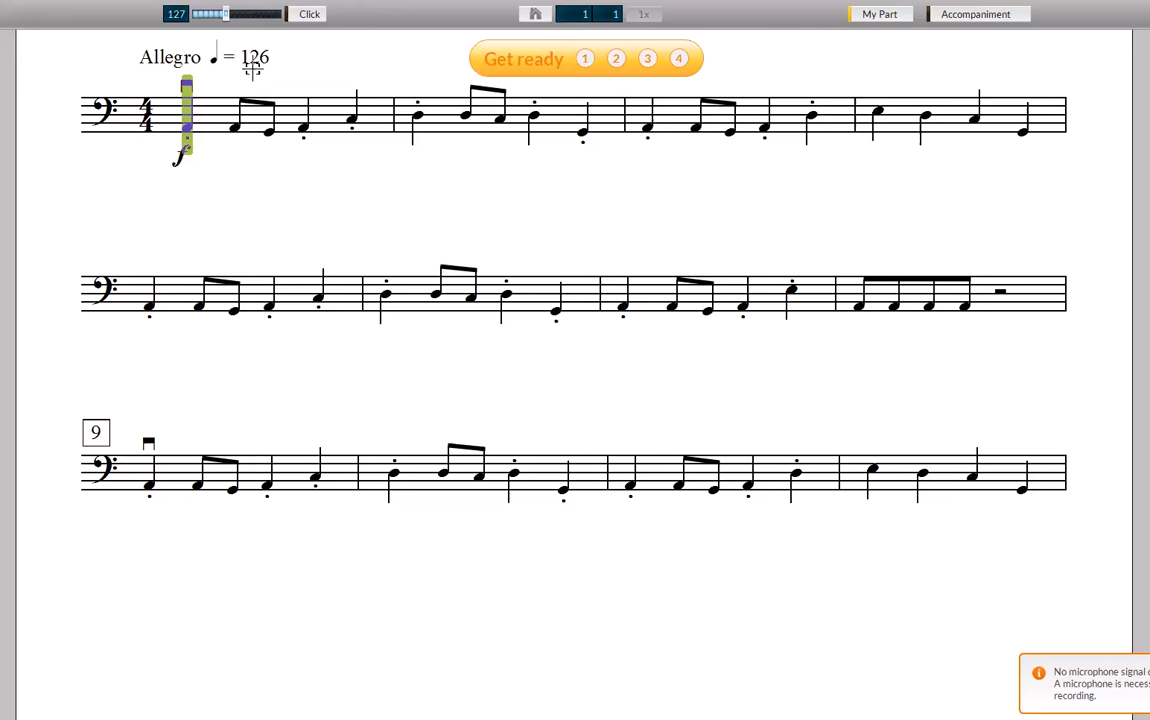 127 Click 1 1 1x My Part Accompaniment
Allegro ♩ = 126
Get ready 1 2 3 4
f
9
No microphone signal
A microphone is
recording.